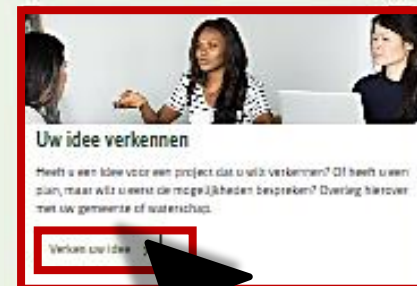 Uw idee verkennen
Heeft u een idee voor een project dat u wilt verkennen? Of heeft u een
plan, maar wilt u eerst de mogelijkheden bespreken? Overleg hierover
met uw gemeente of waterschap.
Verken uw idee